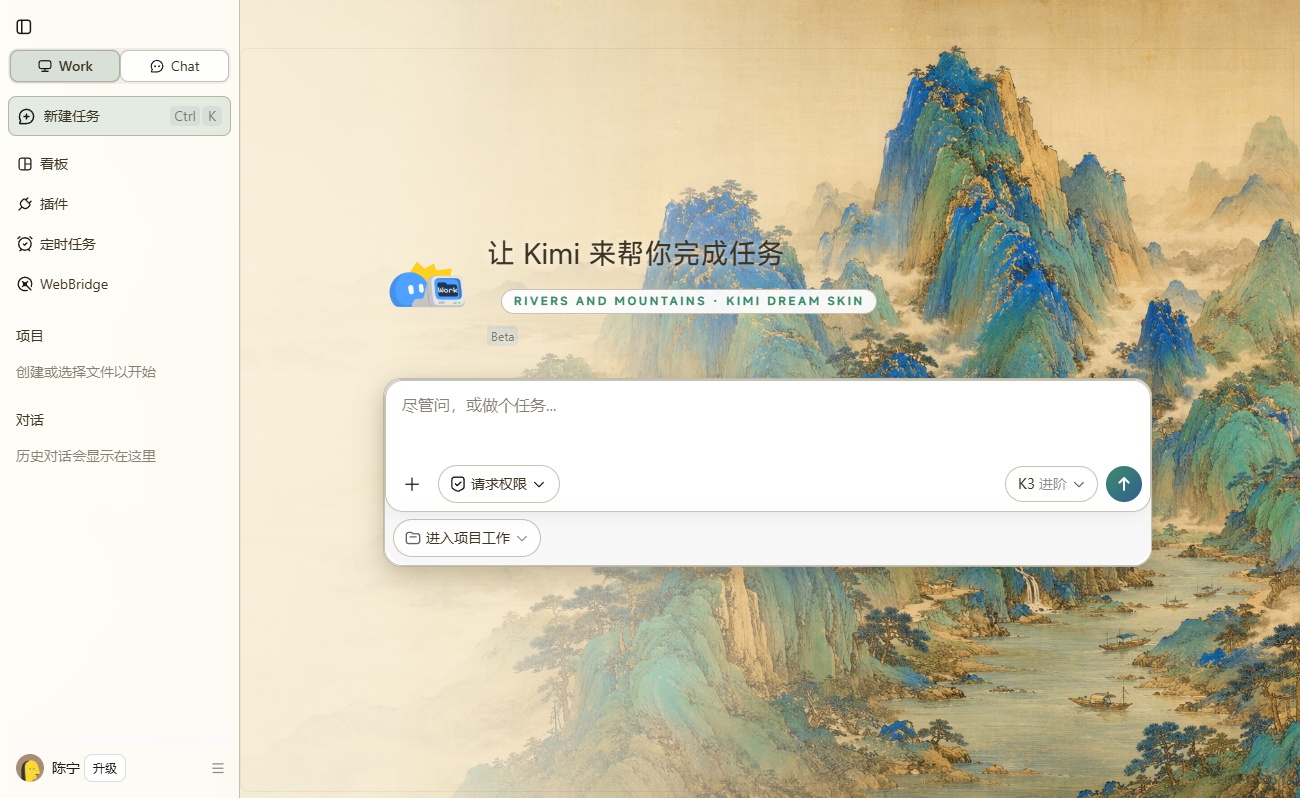 Work
Chat
新建任务
Ctrl K
看板
插件
定时任务
WebBridge
项目
创建或选择文件以开始
对话
历史对话会显示在这里
陈宁
升级
让 Kimi 来帮你完成任务
Work
RIVERS AND MOUNTAINS · KIMI DREAM SKIN
Beta
尽管问，或做个任务...
请求权限
K3 进阶
进入项目工作